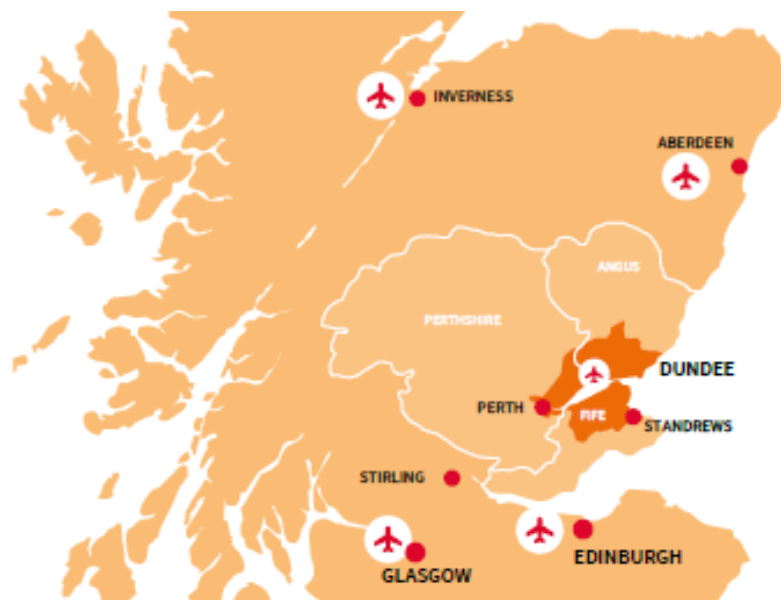 INVERNESS
ABERDEEN
ANGUS
PERTHSHIRE
DUNDEE
PERTH
FIFE
STANDREWS
STIRLING
EDINBURGH
GLASGOW